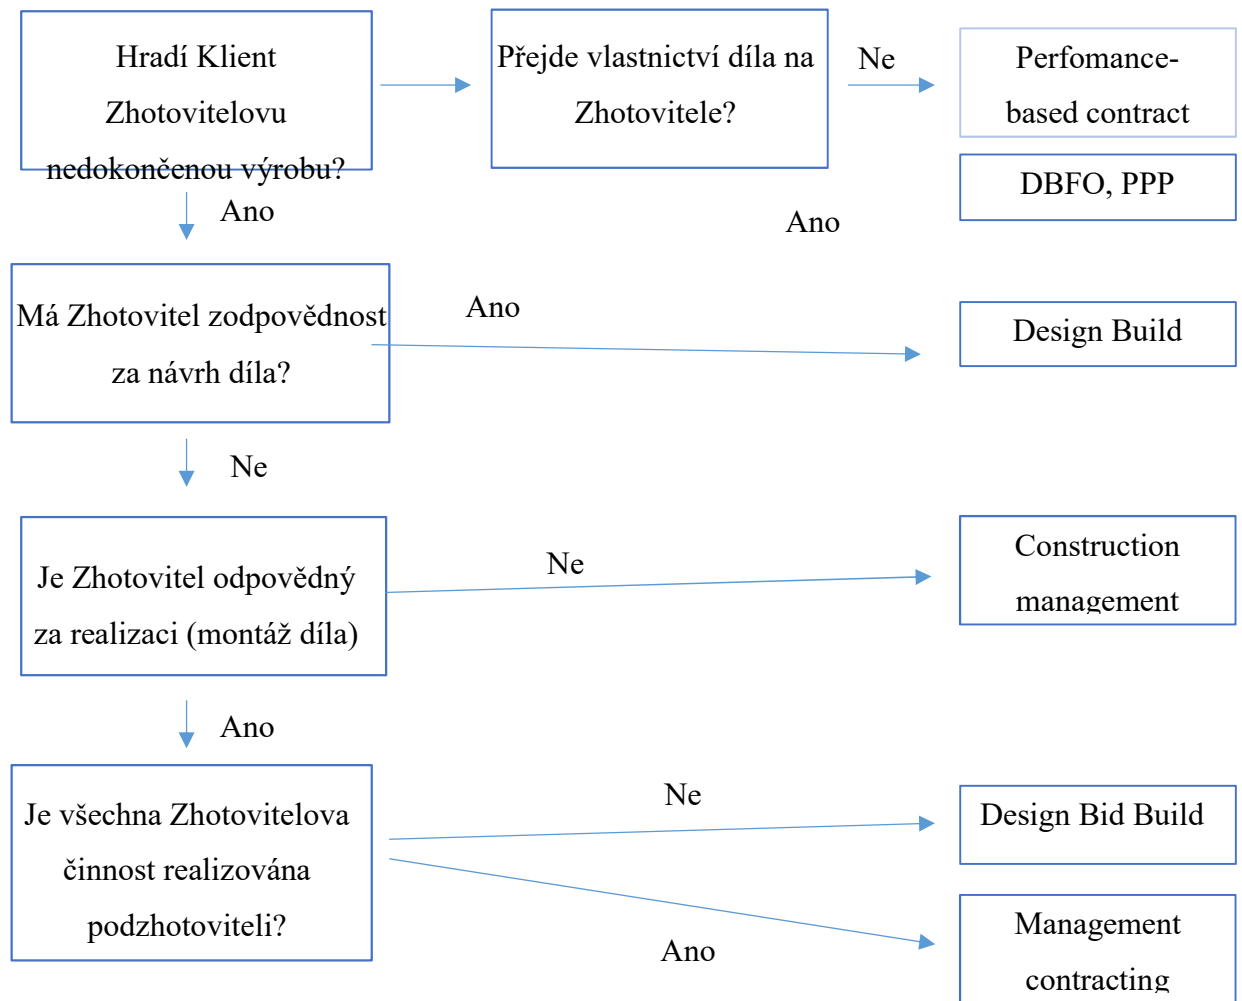 Hradí Klient
Zhotovitelovu
nedokončenou výrobu?
Přejde vlastnictví díla na
Zhotovitele?
Ne
Perfomance-
based contract
DBFO, PPP
Ano
Ano
Má Zhotovitel zodpovědnost
za návrh díla?
Ano
Design Build
Ne
Je Zhotovitel odpovědný
za realizaci (montáž díla)
Ne
Construction
management
Ano
Je všechna Zhotovitelova
činnost realizována
podzhotoviteli?
Ne
Design Bid Build
Ano
Management
contracting